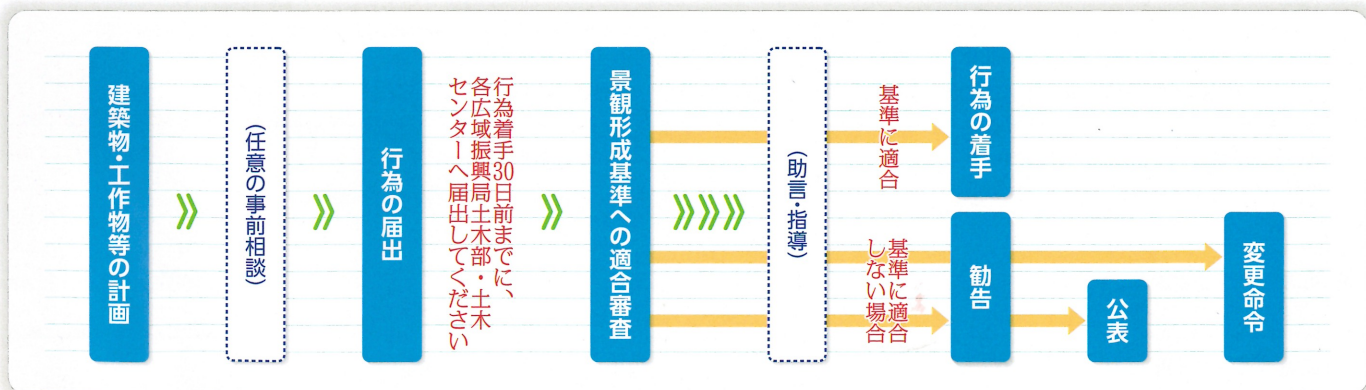 建築物・工作物等の計画
(任意の事前相談)
行為の届出
行為着手30日前までに、
各広域振興局土木部・土木
センターへ届出してください
景観形成基準への適合審査
(助言・指導)
基準に適合
行為の着手
基準に適合
しない場合
勧告
公表
変更命令